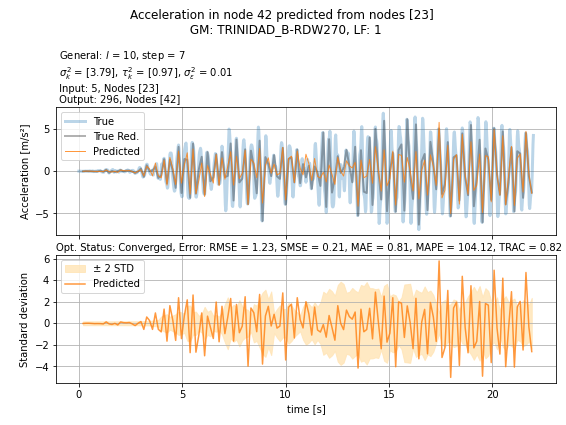 Acceleration in node 42 predicted from nodes [23]
GM: TRINIDAD_B-RDW270, LF: 1
General: l = 10, step = 7
σ²ₖ = [3.79], τ²ₖ = [0.97], σ²ε = 0.01
Input: 5, Nodes [23]
Output: 296, Nodes [42]
True
True Red.
Predicted
Acceleration [m/s²]
5
0
−5
Opt. Status: Converged, Error: RMSE = 1.23, SMSE = 0.21, MAE = 0.81, MAPE = 104.12, TRAC = 0.82
± 2 STD
Predicted
Standard deviation
6
4
2
0
−2
−4
0 5 10 15 20
time [s]